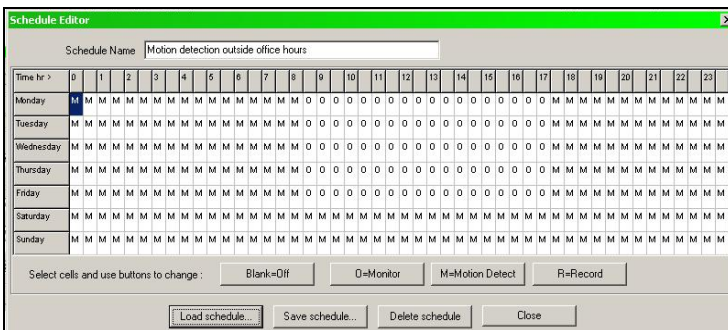 Schedule Editor
Schedule Name Motion detection outside office hours
Time hr > 0 1 2 3 4 5 6 7 8 9 10 11 12 13 14 15 16 17 18 19 20 21 22 23
Monday M M M M M M M M M M M M M M M M M O O O O O O O O O O O O O O O O O O M M M M M M M M M M M M M
Tuesday M M M M M M M M M M M M M M M M M O O O O O O O O O O O O O O O O O O M M M M M M M M M M M M M
Wednesday M M M M M M M M M M M M M M M M M O O O O O O O O O O O O O O O O O O M M M M M M M M M M M M M
Thursday M M M M M M M M M M M M M M M M M O O O O O O O O O O O O O O O O O O M M M M M M M M M M M M M
Friday M M M M M M M M M M M M M M M M M O O O O O O O O O O O O O O O O O O M M M M M M M M M M M M M
Saturday M M M M M M M M M M M M M M M M M M M M M M M M M M M M M M M M M M M M M M M M M M M M M M M M
Sunday M M M M M M M M M M M M M M M M M M M M M M M M M M M M M M M M M M M M M M M M M M M M M M M M
Select cells and use buttons to change : Blank=Off O=Monitor M=Motion Detect R=Record
Load schedule... Save schedule... Delete schedule Close